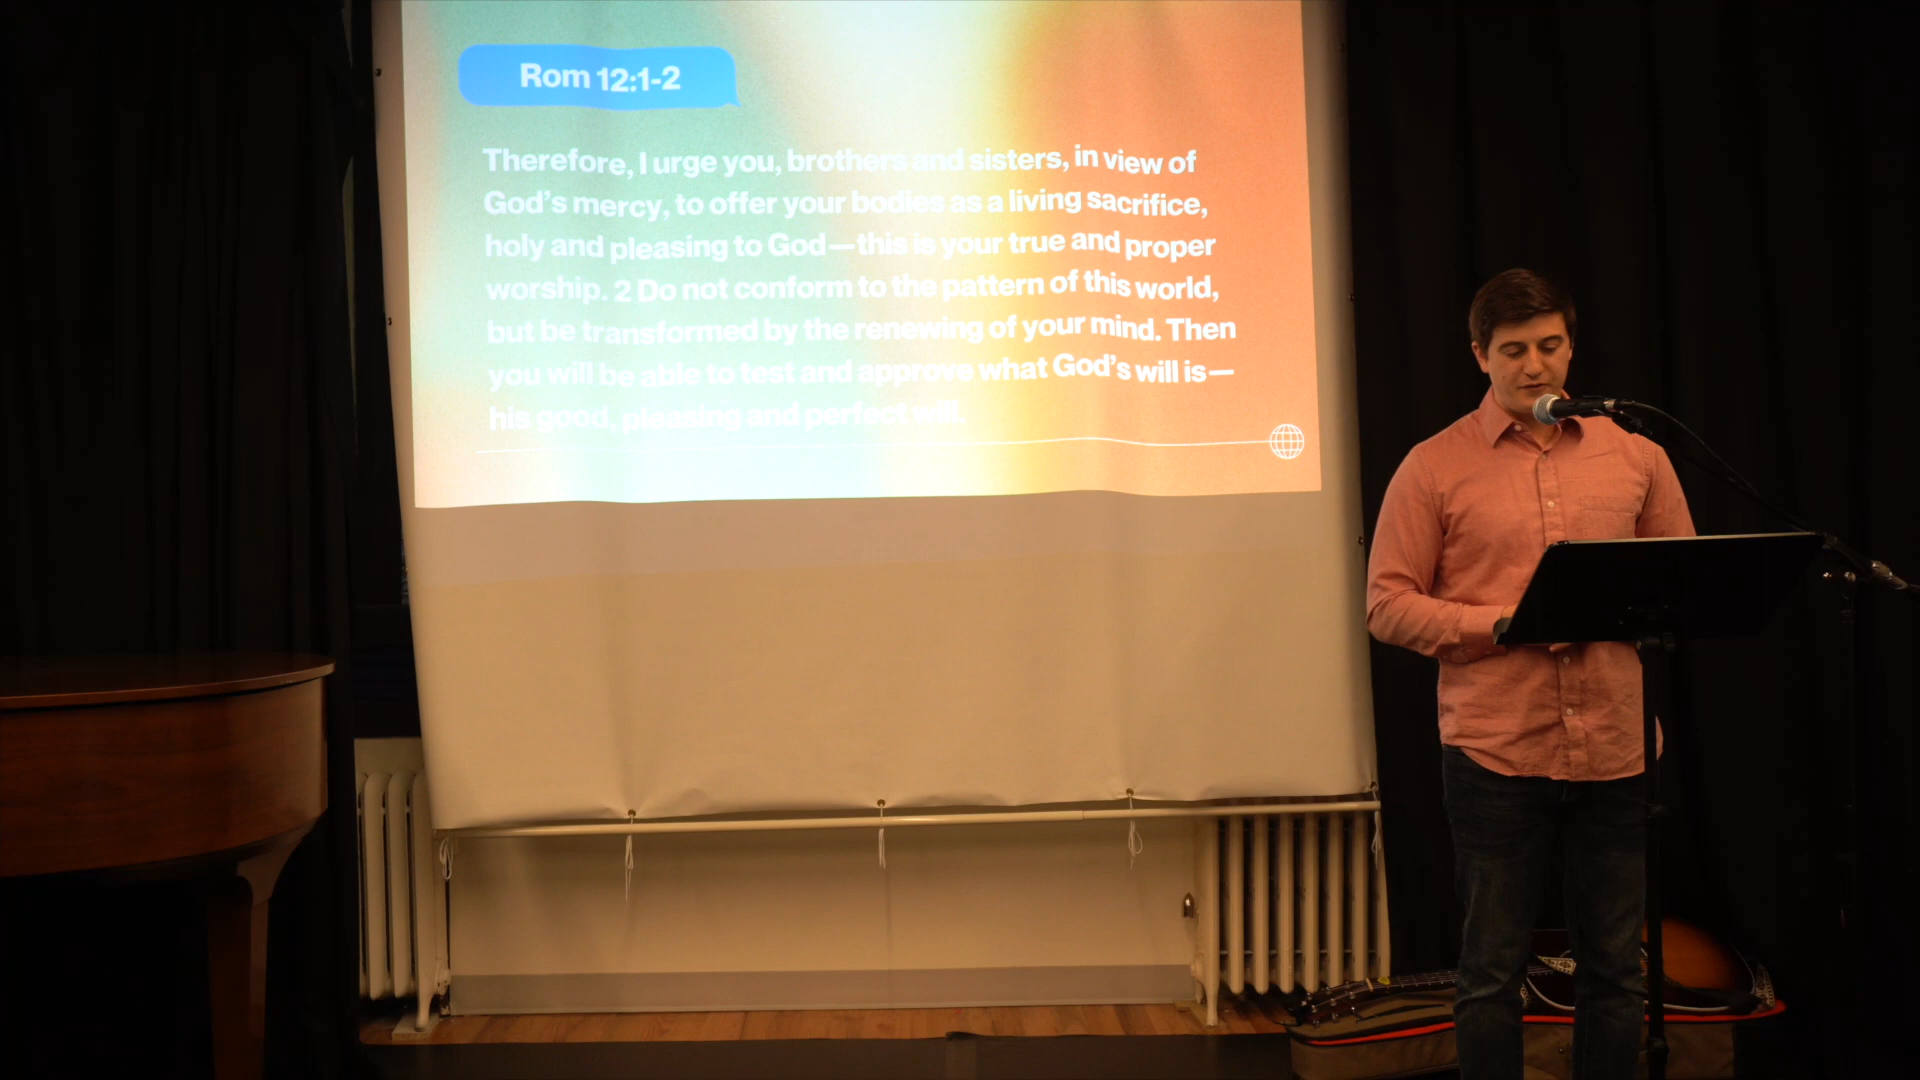 Rom 12:1-2
Therefore, I urge you, brothers and sisters, in view of
God's mercy, to offer your bodies as a living sacrifice,
holy and pleasing to God—this is your true and proper
worship. 2 Do not conform to the pattern of this world,
but be transformed by the renewing of your mind. Then
you will be able to test and approve what God's will is—
his good, pleasing and perfect will.